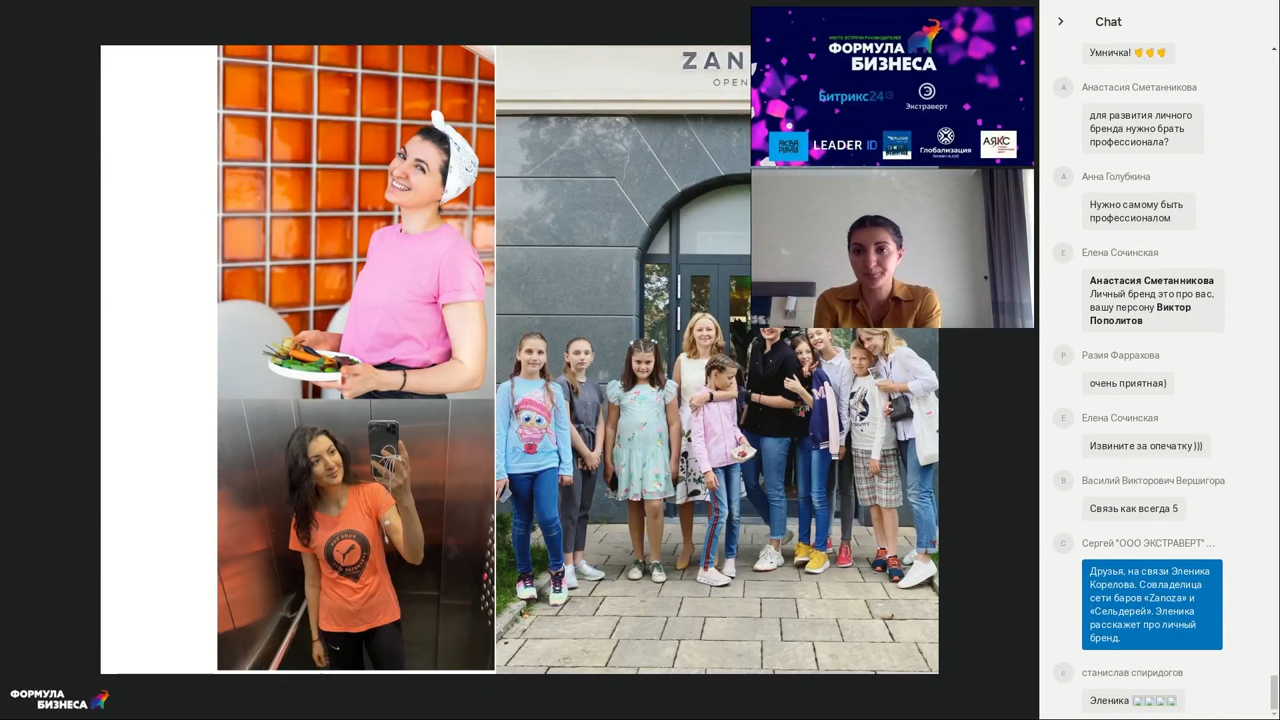 ZAN
OPEN
МЕСТО ВСТРЕЧИ РУКОВОДИТЕЛЕЙ
ФОРМУЛА
БИЗНЕСА
Битрикс24
Экстраверт
LEADER ID
Глобализация
АЯКС
ФОРМУЛА
БИЗНЕСА
Chat
Умничка!
А
Анастасия Сметанникова
для развития личного
бренда нужно брать
профессионала?
А
Анна Голубкина
Нужно самому быть
профессионалом
Е
Елена Сочинская
Анастасия Сметанникова
Личный бренд это про вас,
вашу персону Виктор
Пополитов
Р
Разия Фаррахова
очень приятная)
Е
Елена Сочинская
Извините за опечатку)))
В
Василий Викторович Вершигора
Связь как всегда 5
С
Сергей "ООО ЭКСТРАВЕРТ" ...
Друзья, на связи Эленика
Корелова. Совладелица
сети баров «Zanoza» и
«Сельдерей». Эленика
расскажет про личный
бренд.
с
станислав спиридогов
Эленика